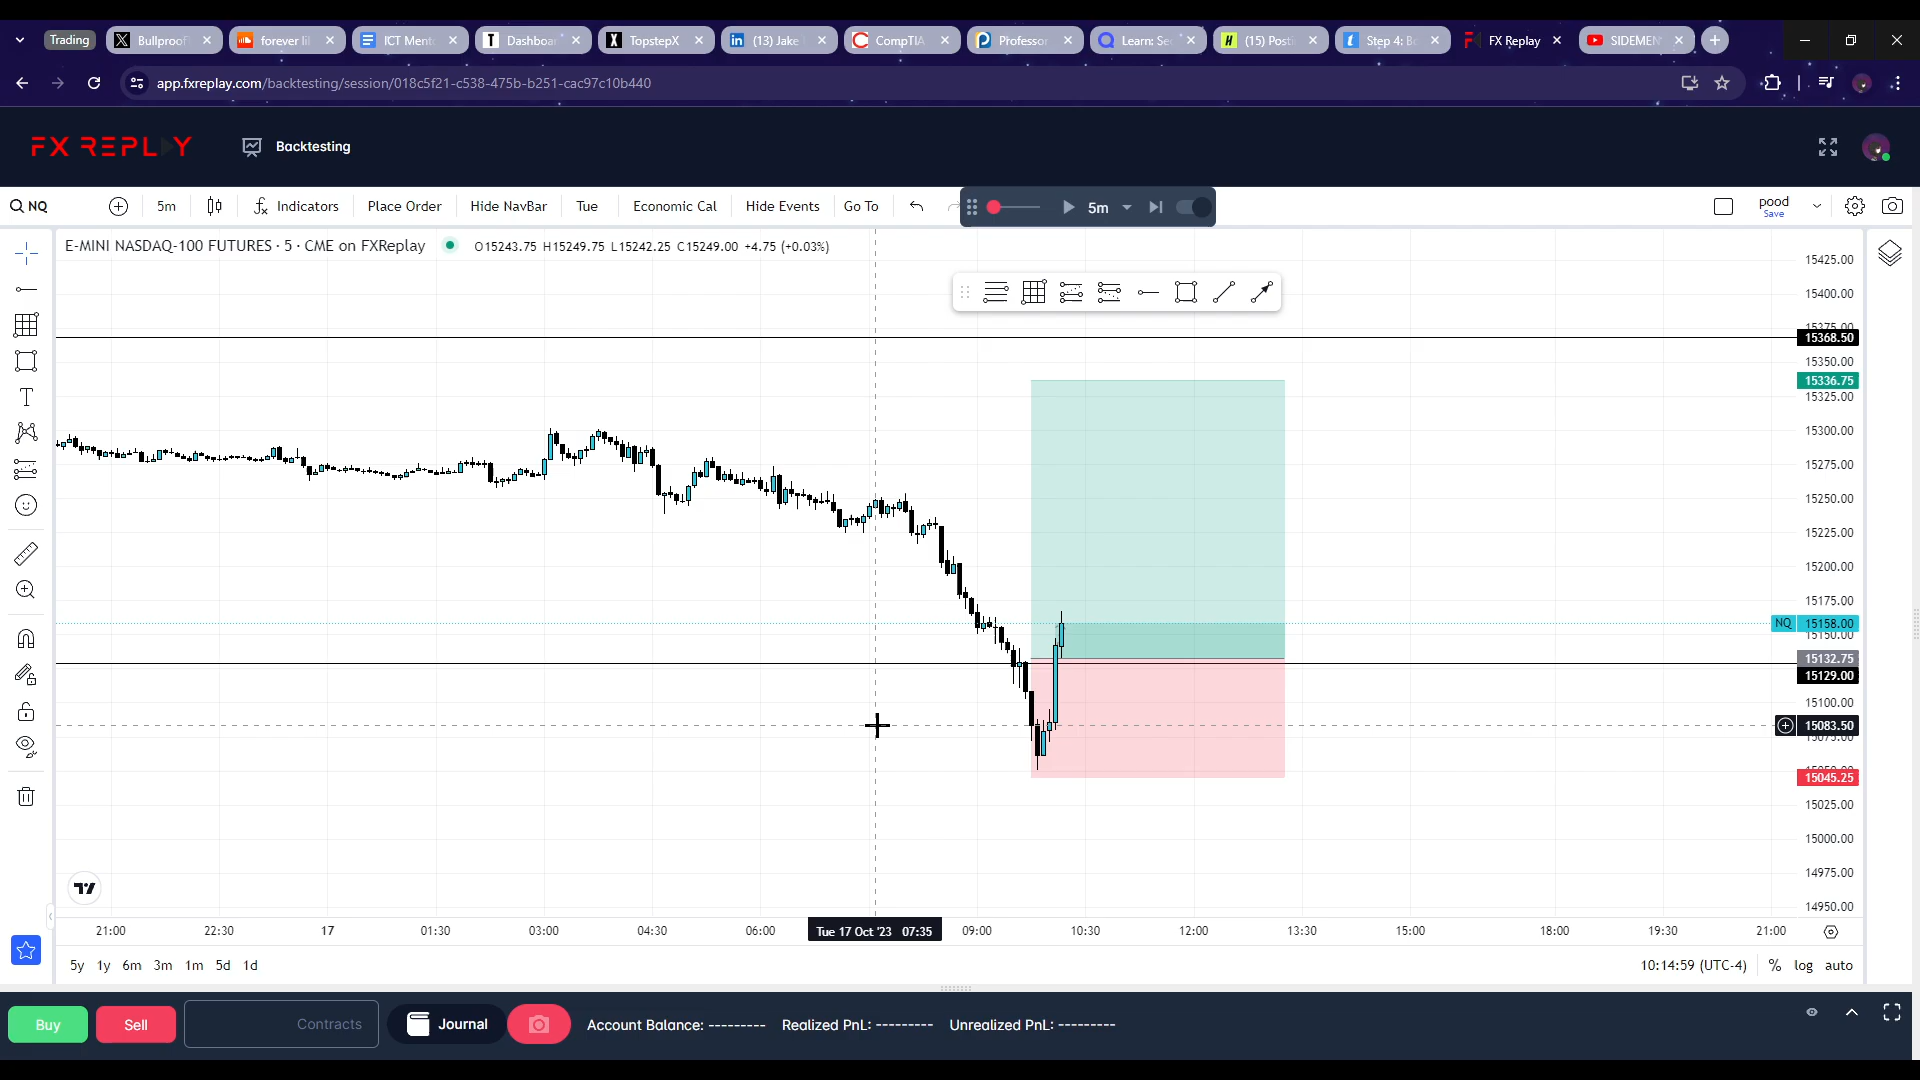 Trading
Bullproof
forever li
ICT Ment
Dashboar
TopstepX
(13) Jake
CompTIA
Professor
Learn: Sec
(15) Posti
Step 4: Bo
FX Replay
SIDEMEN
app.fxreplay.com/backtesting/session/018c5f21-c538-475b-b251-cac97c10b440
FX REPLAY
Backtesting
NQ
5m
Indicators
Place Order
Hide NavBar
Tue
Economic Cal
Hide Events
Go To
5m
pood
Save
E-MINI NASDAQ-100 FUTURES · 5 · CME on FXReplay
O15243.75 H15249.75 L15242.25 C15249.00 +4.75 (+0.03%)
15425.00
15400.00
15375.00
15368.50
15350.00
15336.75
15325.00
15300.00
15275.00
15250.00
15225.00
15200.00
15175.00
NQ 15158.00
15150.00
15132.75
15129.00
15100.00
15083.50
15075.00
15045.25
15025.00
15000.00
14975.00
14950.00
21:00
22:30
17
01:30
03:00
04:30
06:00
Tue 17 Oct '23 07:35
09:00
10:30
12:00
13:30
15:00
18:00
19:30
21:00
5y 1y 6m 3m 1m 5d 1d
10:14:59 (UTC-4)
% log auto
Buy
Sell
Contracts
Journal
Account Balance: ---------
Realized PnL: ---------
Unrealized PnL: ---------